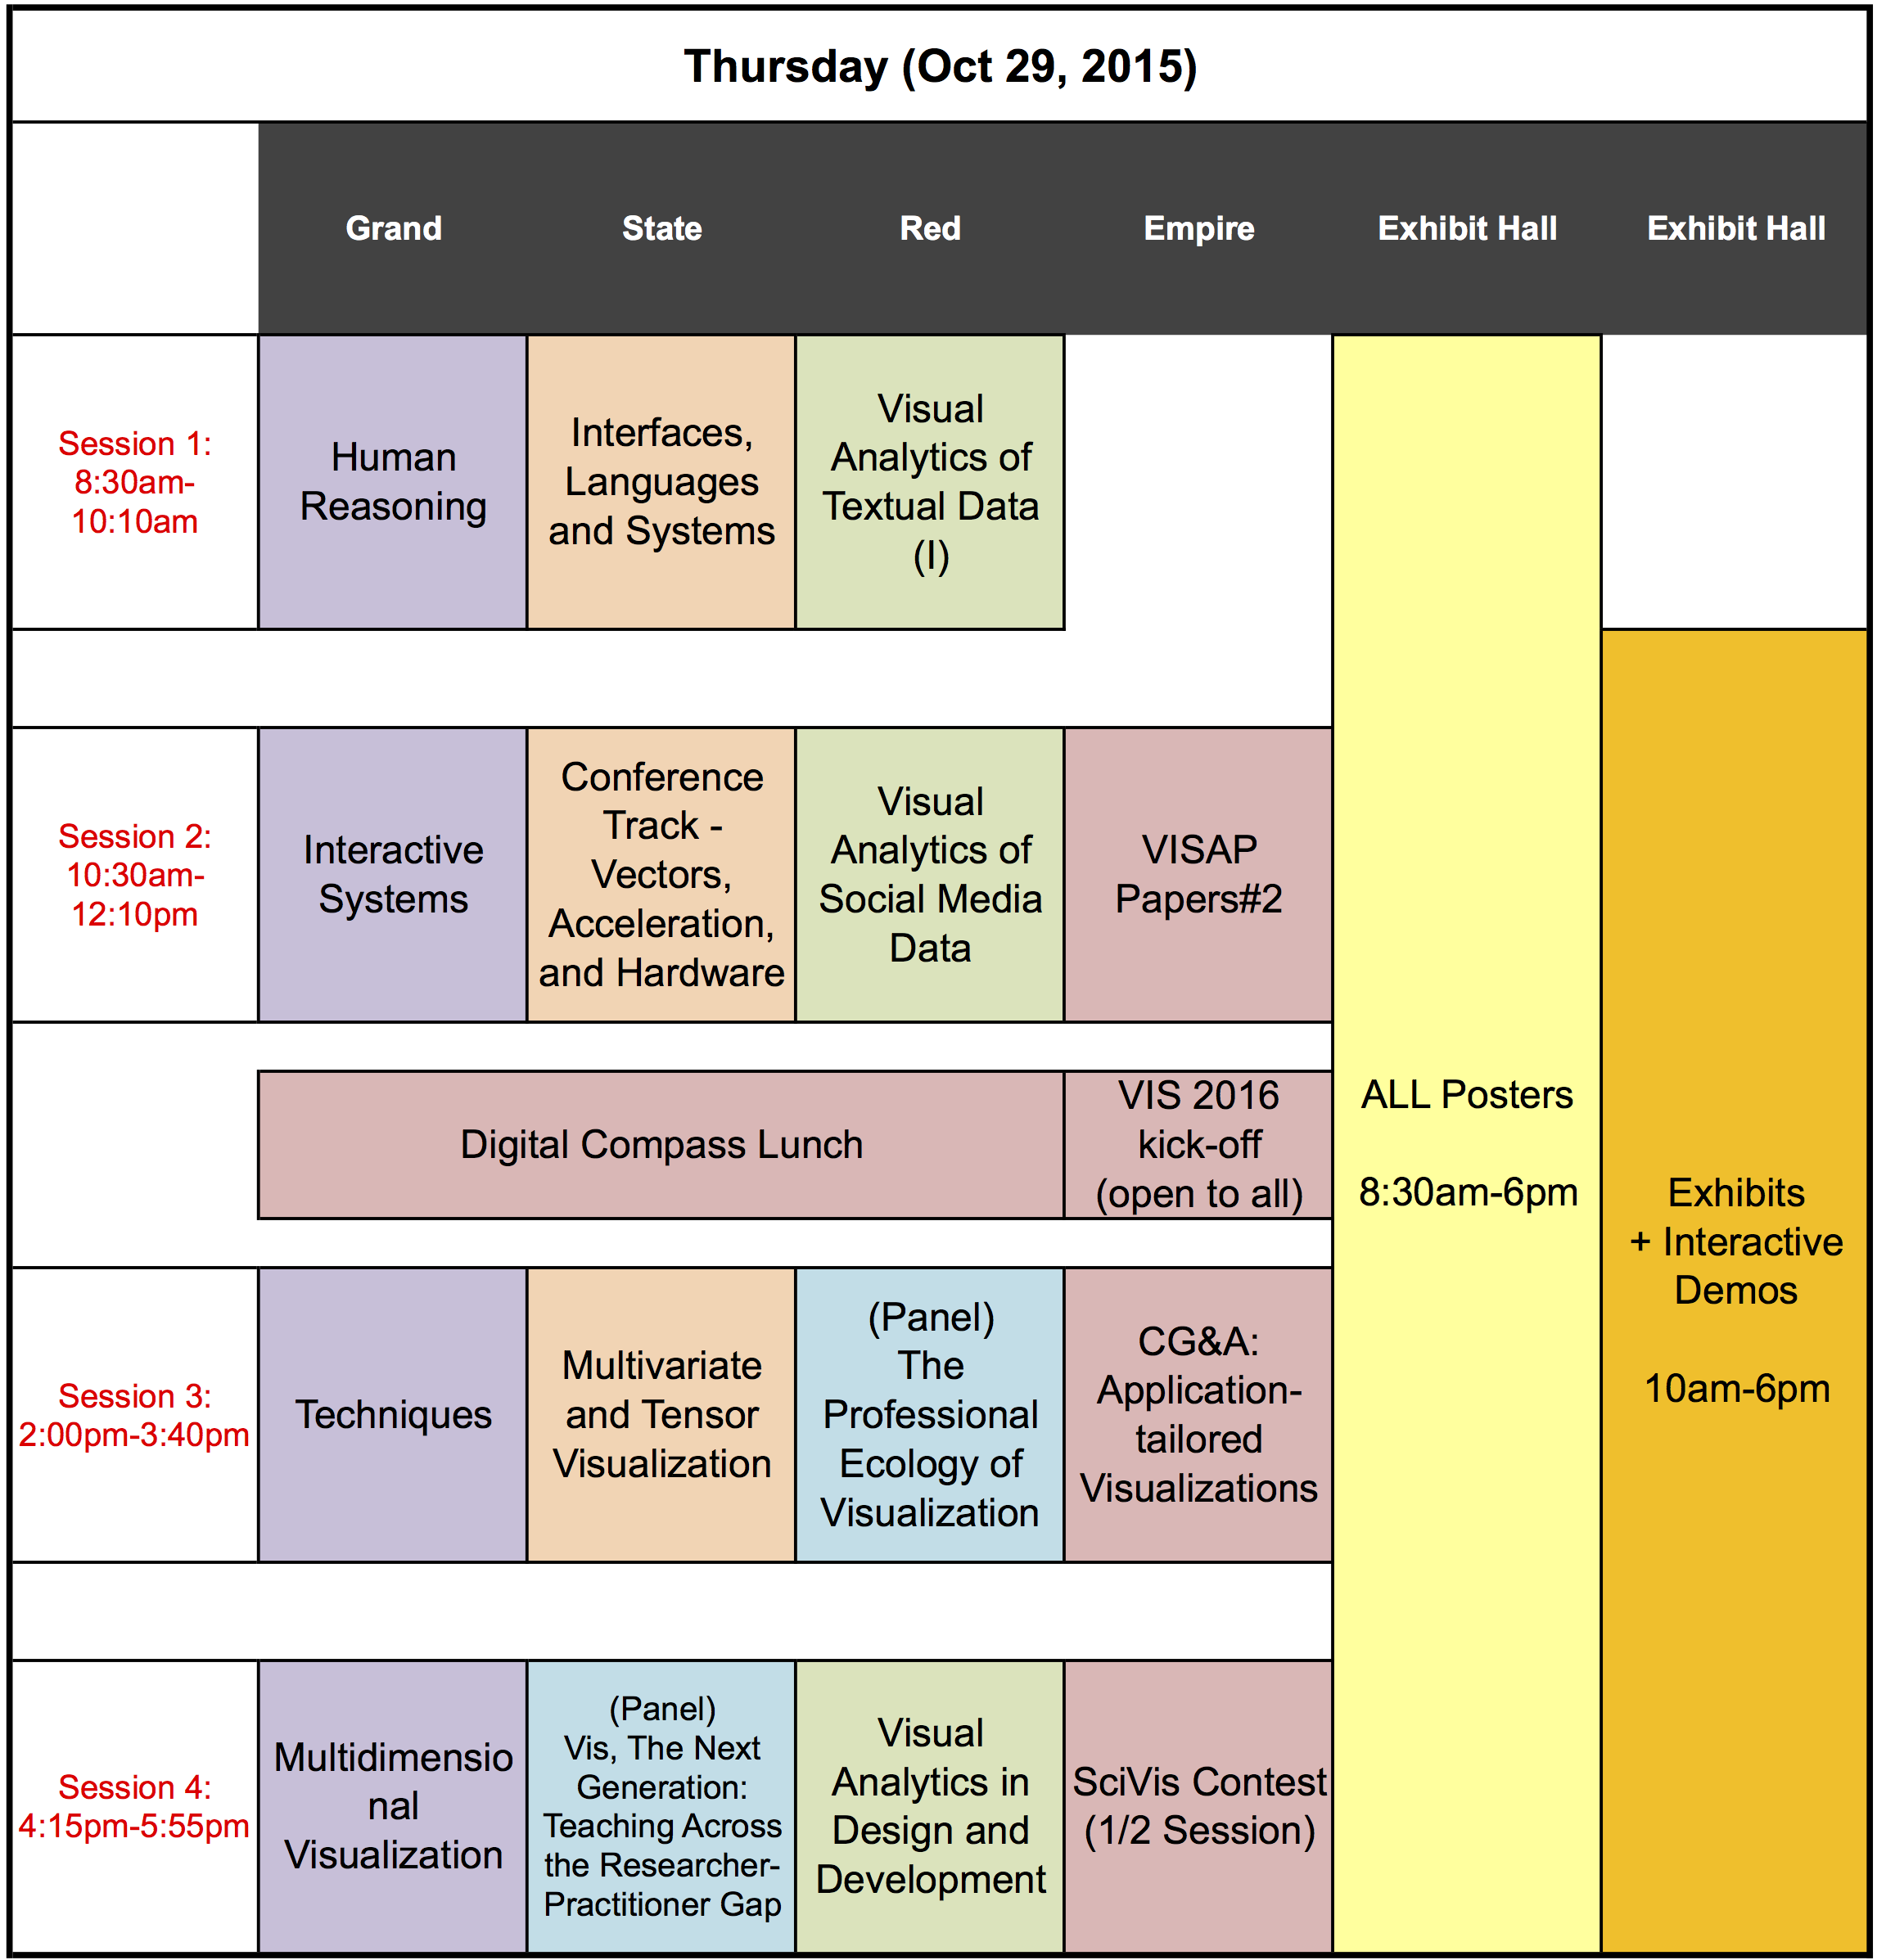 Thursday (Oct 29, 2015)
Grand
State
Red
Empire
Exhibit Hall
Exhibit Hall
Session 1:
8:30am-
10:10am
Human
Reasoning
Interfaces,
Languages
and Systems
Visual
Analytics of
Textual Data
(I)
Session 2:
10:30am-
12:10pm
Interactive
Systems
Conference
Track -
Vectors,
Acceleration,
and Hardware
Visual
Analytics of
Social Media
Data
VISAP
Papers#2
Digital Compass Lunch
VIS 2016
kick-off
(open to all)
ALL Posters
8:30am-6pm
Exhibits
+ Interactive
Demos
10am-6pm
Session 3:
2:00pm-3:40pm
Techniques
Multivariate
and Tensor
Visualization
(Panel)
The
Professional
Ecology of
Visualization
CG&A:
Application-
tailored
Visualizations
Session 4:
4:15pm-5:55pm
Multidimensio
nal
Visualization
(Panel)
Vis, The Next
Generation:
Teaching Across
the Researcher-
Practitioner Gap
Visual
Analytics in
Design and
Development
SciVis Contest
(1/2 Session)